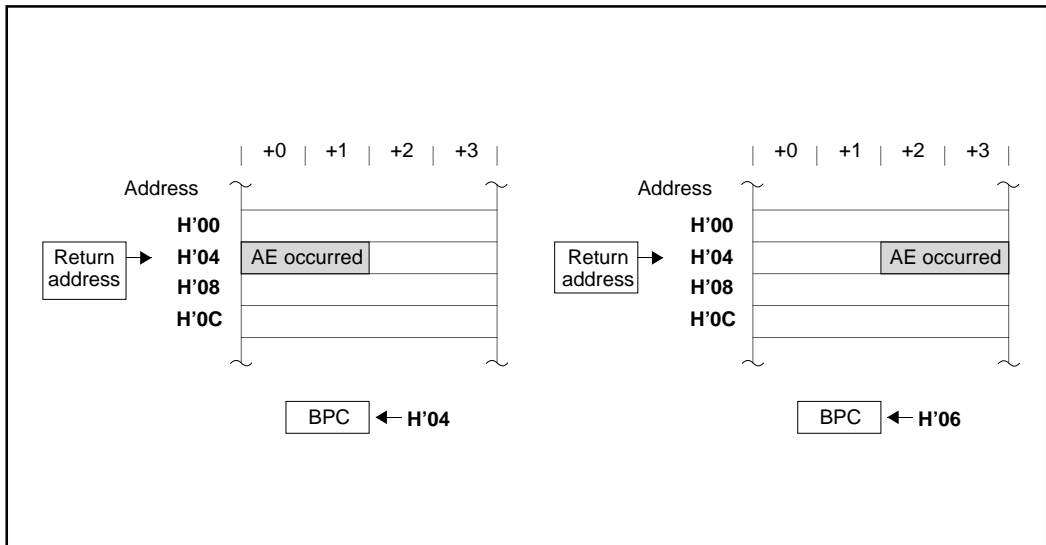 +0 +1 +2 +3
Address
H'00
Return address
H'04
AE occurred
H'08
H'0C
BPC
H'04
+0 +1 +2 +3
Address
H'00
Return address
H'04
AE occurred
H'08
H'0C
BPC
H'06